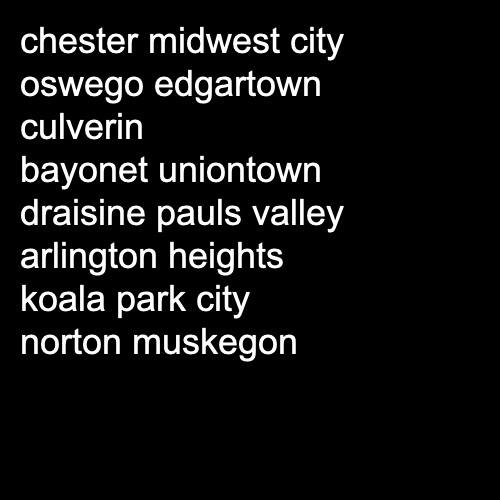 chester midwest city
oswego edgartown
culverin
bayonet uniontown
draisine pauls valley
arlington heights
koala park city
norton muskegon